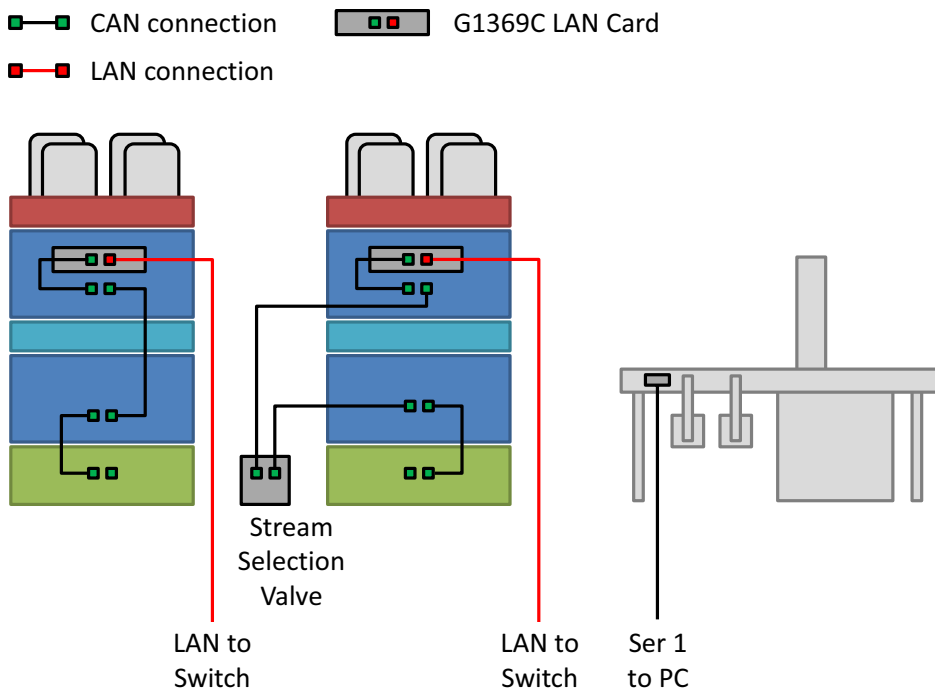 CAN connection
G1369C LAN Card
LAN connection
Stream
Selection
Valve
LAN to
Switch
LAN to
Switch
Ser 1
to PC